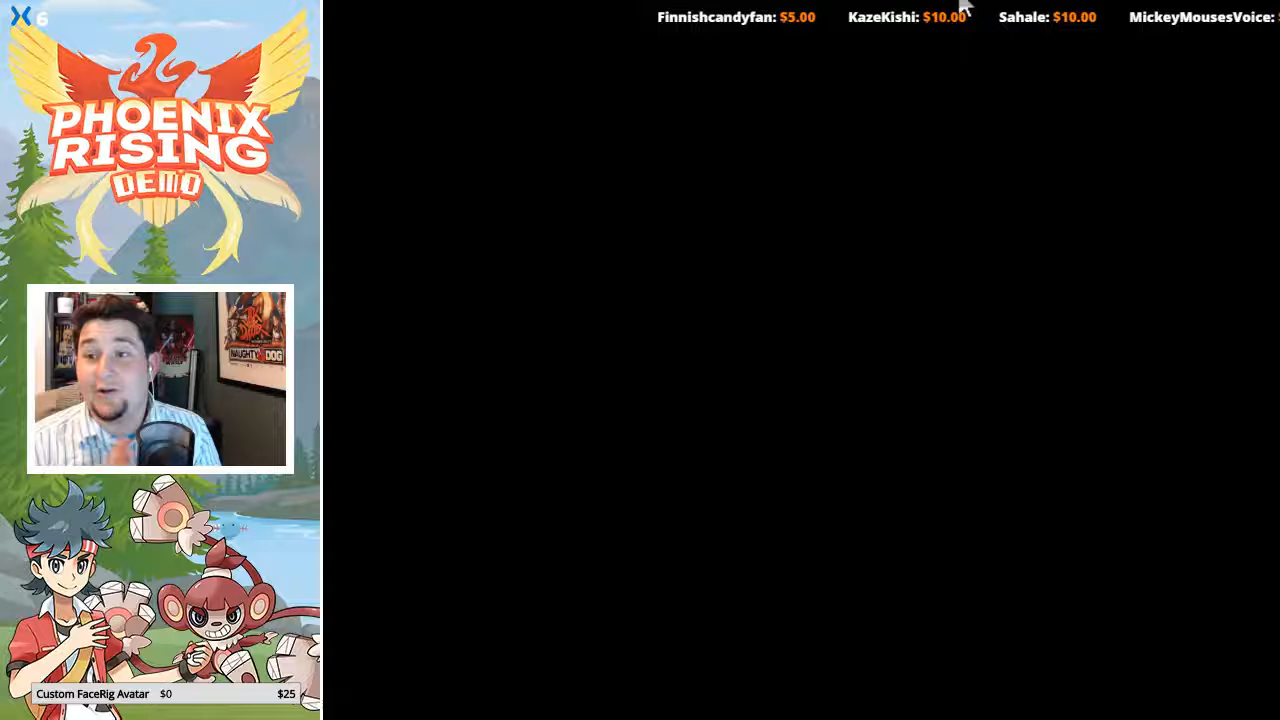 6
Finnishcandyfan: $5.00 KazeKishi: $10.00 Sahale: $10.00 MickeyMousesVoice:
PHOENIX
RISING
DEMO
NAUGHTY DOG
Custom FaceRig Avatar $0 $25